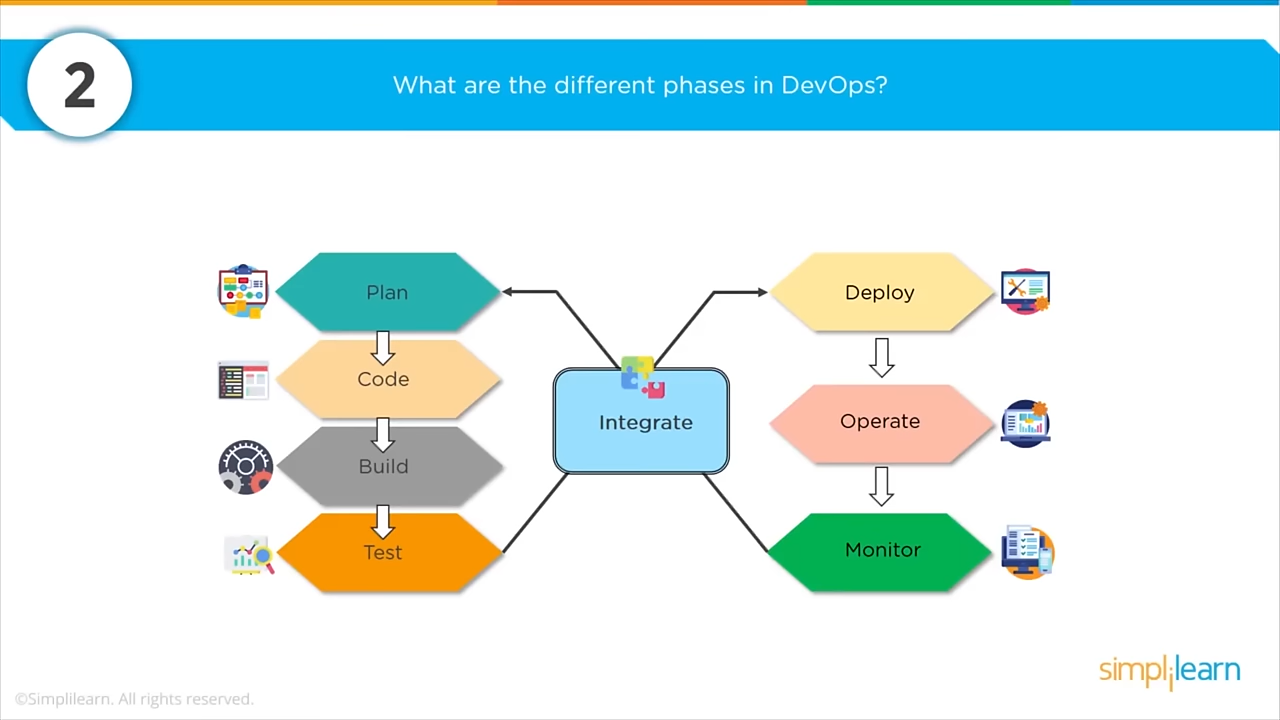 2
What are the different phases in DevOps?
Plan
Code
Build
Test
Integrate
Deploy
Operate
Monitor
simplilearn
©Simplilearn. All rights reserved.